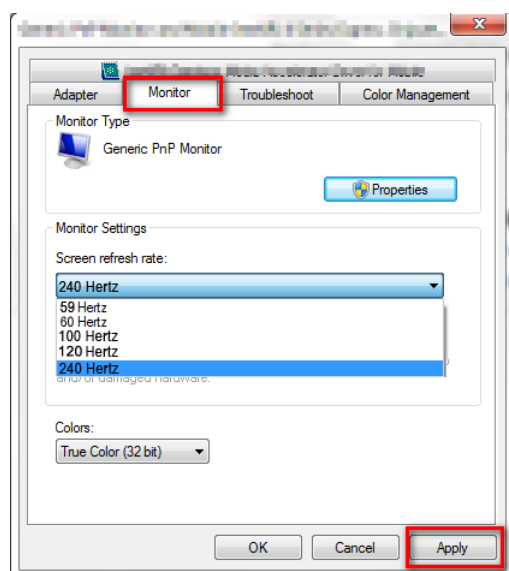 Adapter Monitor Troubleshoot Color Management
Monitor Type
Generic PnP Monitor
Properties
Monitor Settings
Screen refresh rate:
240 Hertz
59 Hertz
60 Hertz
100 Hertz
120 Hertz
240 Hertz
and/or damaged hardware.
Colors:
True Color (32 bit)
OK Cancel Apply